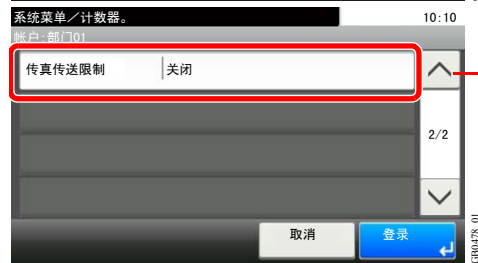 系统菜单／计数器。 10:10
帐户:部门01
传真传送限制 关闭
2/2
取消 登录
GB0478_01